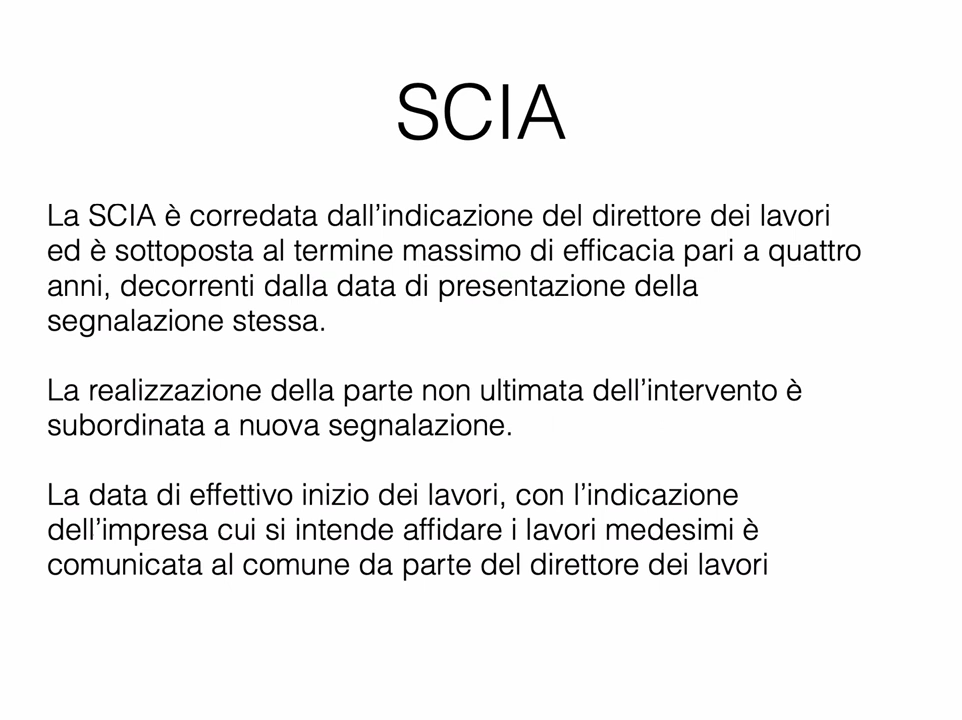 SCIA
La SCIA è corredata dall’indicazione del direttore dei lavori
ed è sottoposta al termine massimo di efficacia pari a quattro
anni, decorrenti dalla data di presentazione della
segnalazione stessa.
La realizzazione della parte non ultimata dell’intervento è
subordinata a nuova segnalazione.
La data di effettivo inizio dei lavori, con l’indicazione
dell’impresa cui si intende affidare i lavori medesimi è
comunicata al comune da parte del direttore dei lavori